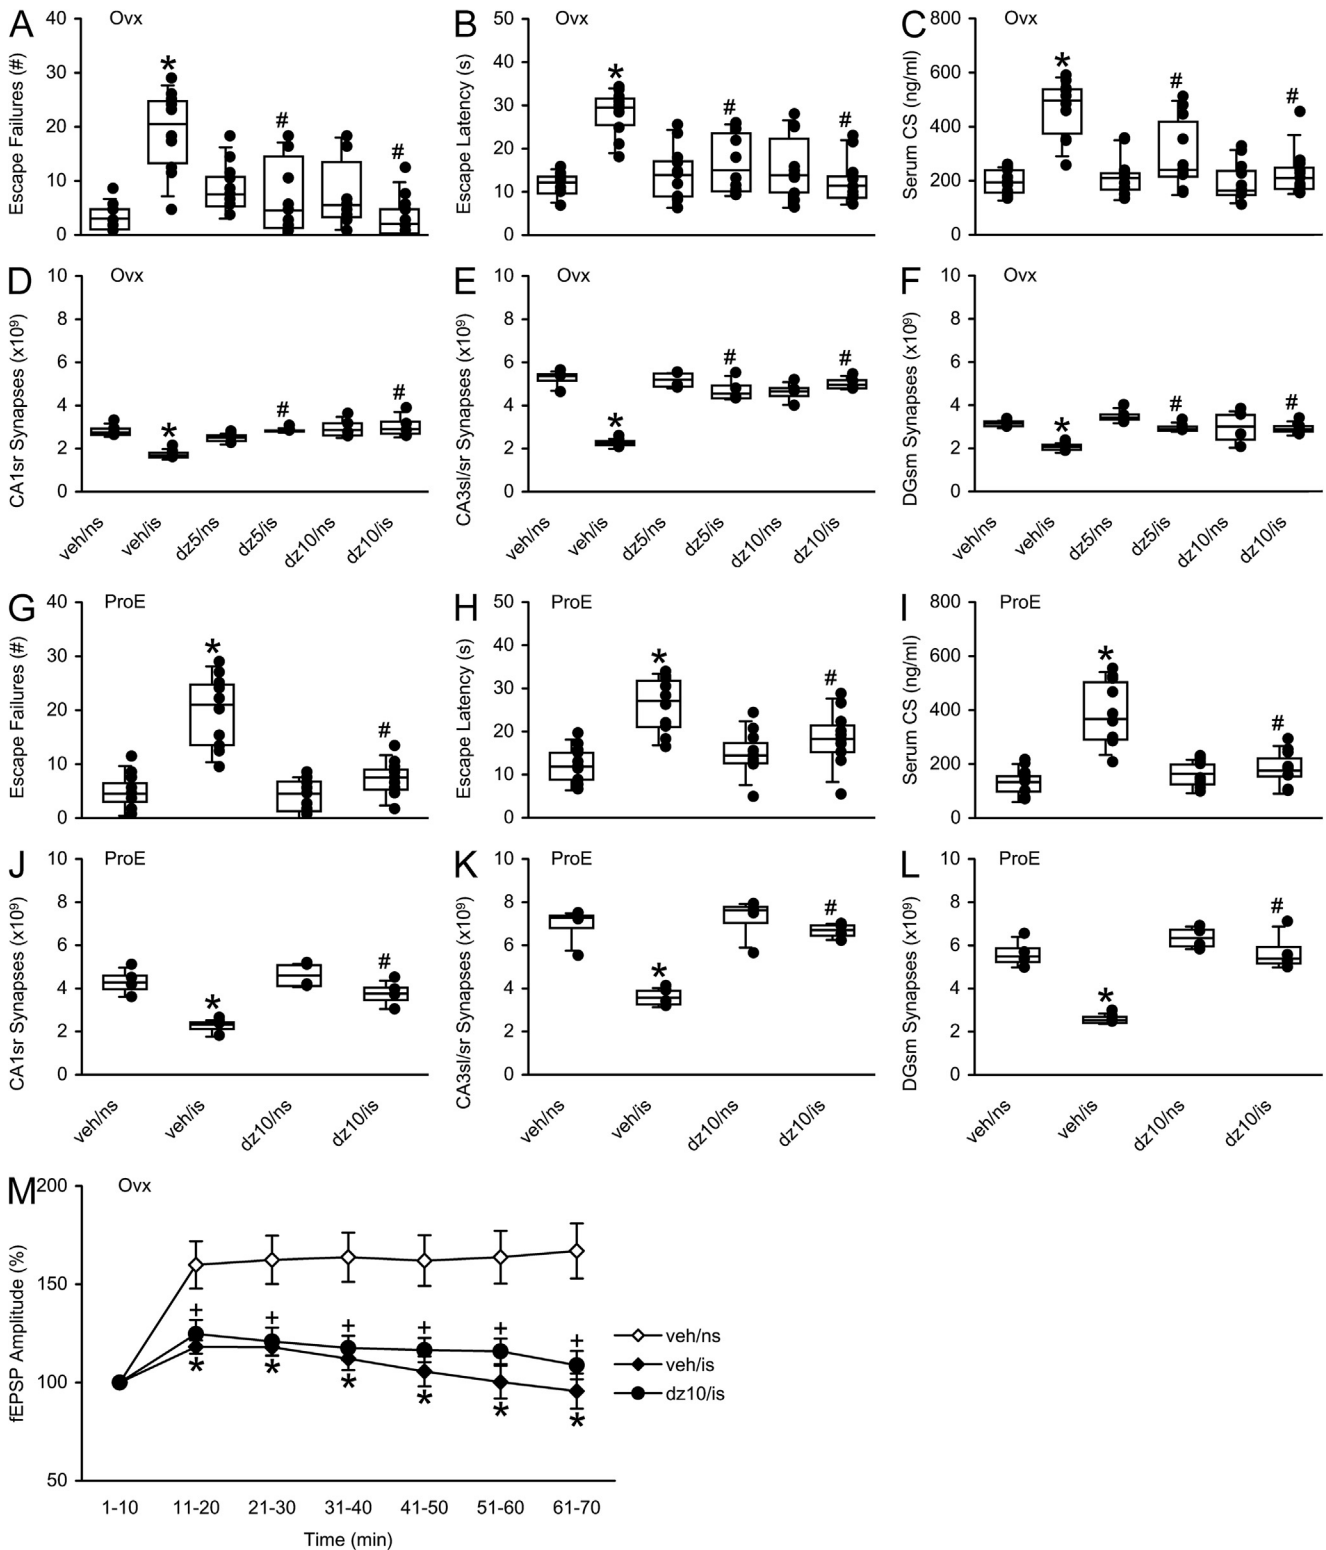 A Ovx B Ovx C Ovx
Escape Failures (#)
40
30
20
10
0
* # #
Escape Latency (s)
50
40
30
20
10
0
* # #
Serum CS (ng/ml)
800
600
400
200
0
* # #
D Ovx E Ovx F Ovx
CA1sr Synapses (x10⁹)
10
8
6
4
2
0
* # #
veh/ns veh/is dz5/ns dz5/is dz10/ns dz10/is
CA3sl/sr Synapses (x10⁹)
10
8
6
4
2
0
* # #
veh/ns veh/is dz5/ns dz5/is dz10/ns dz10/is
DGsm Synapses (x10⁹)
10
8
6
4
2
0
* # #
veh/ns veh/is dz5/ns dz5/is dz10/ns dz10/is
G ProE H ProE I ProE
Escape Failures (#)
40
30
20
10
0
* #
Escape Latency (s)
50
40
30
20
10
0
* #
Serum CS (ng/ml)
800
600
400
200
0
* #
J ProE K ProE L ProE
CA1sr Synapses (x10⁹)
10
8
6
4
2
0
* #
veh/ns veh/is dz10/ns dz10/is
CA3sl/sr Synapses (x10⁹)
10
8
6
4
2
0
* #
veh/ns veh/is dz10/ns dz10/is
DGsm Synapses (x10⁹)
10
8
6
4
2
0
* #
veh/ns veh/is dz10/ns dz10/is
M Ovx
fEPSP Amplitude (%)
200
150
100
50
+ + + + + +
* * * * * *
veh/ns
veh/is
dz10/is
1-10 11-20 21-30 31-40 41-50 51-60 61-70
Time (min)